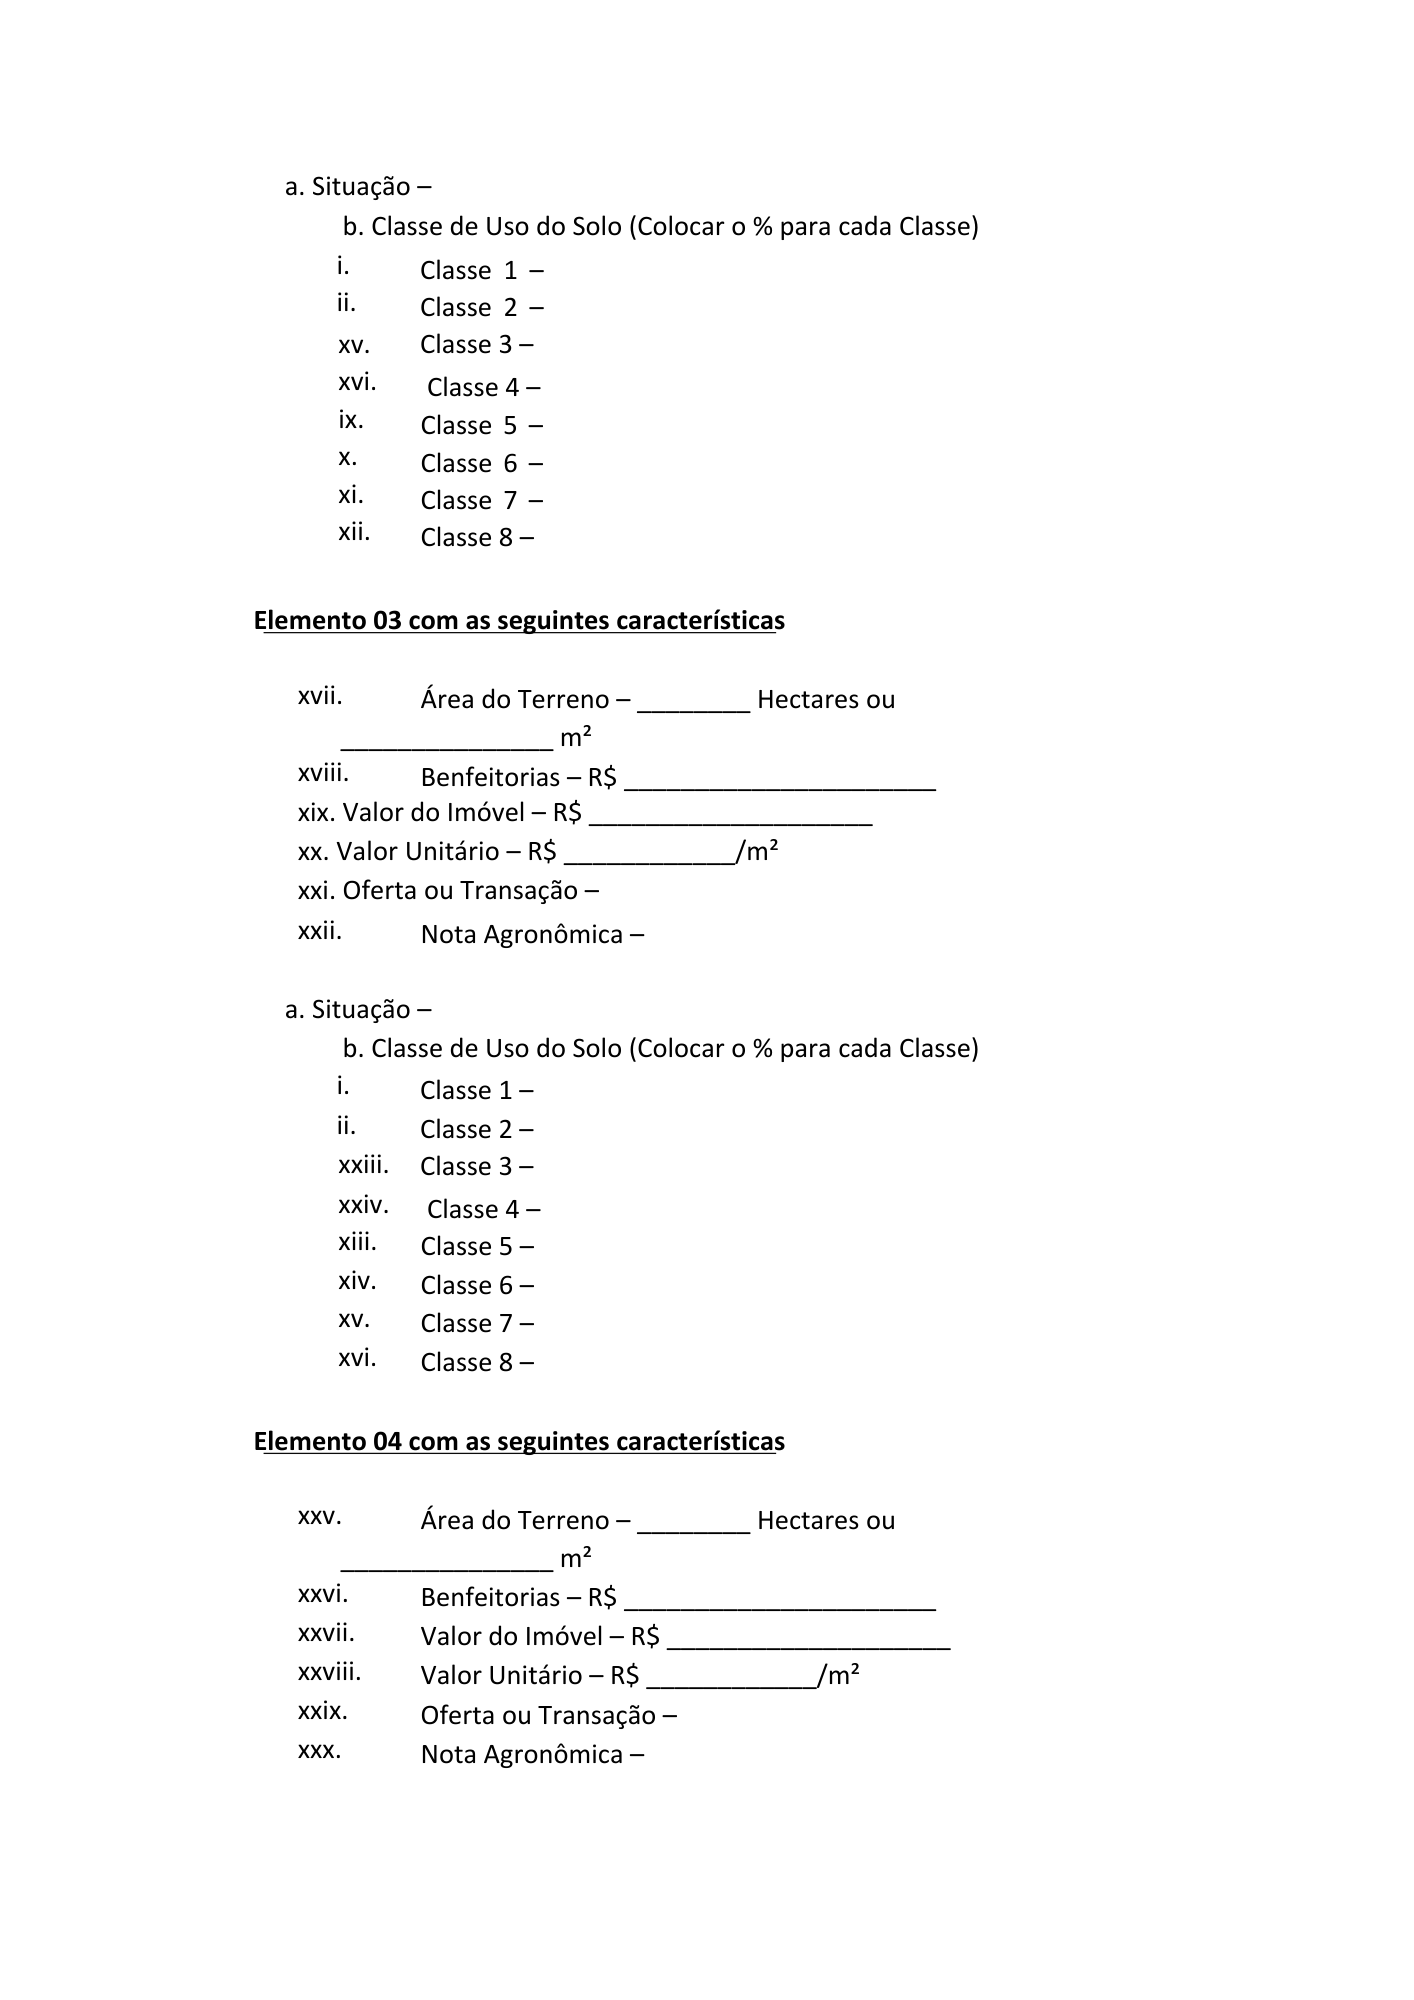 a. Situação –
b. Classe de Uso do Solo (Colocar o % para cada Classe)
i. Classe 1 –
ii. Classe 2 –
xv. Classe 3 –
xvi. Classe 4 –
ix. Classe 5 –
x. Classe 6 –
xi. Classe 7 –
xii. Classe 8 –
Elemento 03 com as seguintes características
xvii. Área do Terreno – ________ Hectares ou
_______________ m²
xviii. Benfeitorias – R$ ______________________
xix. Valor do Imóvel – R$ ____________________
xx. Valor Unitário – R$ ____________/m²
xxi. Oferta ou Transação –
xxii. Nota Agronômica –
a. Situação –
b. Classe de Uso do Solo (Colocar o % para cada Classe)
i. Classe 1 –
ii. Classe 2 –
xxiii. Classe 3 –
xxiv. Classe 4 –
xiii. Classe 5 –
xiv. Classe 6 –
xv. Classe 7 –
xvi. Classe 8 –
Elemento 04 com as seguintes características
xxv. Área do Terreno – ________ Hectares ou
_______________ m²
xxvi. Benfeitorias – R$ ______________________
xxvii. Valor do Imóvel – R$ ____________________
xxviii. Valor Unitário – R$ ____________/m²
xxix. Oferta ou Transação –
xxx. Nota Agronômica –